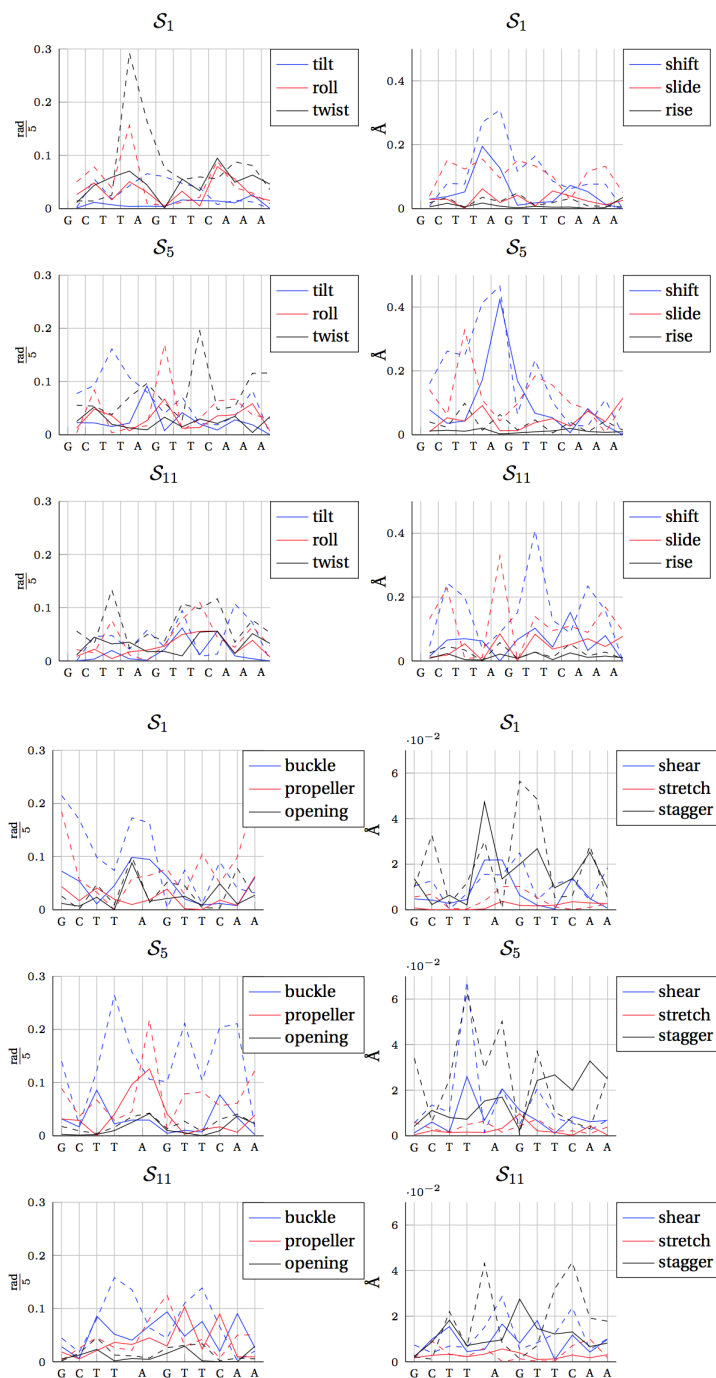 S1
S1
0.3
0.2
0.1
0
rad
5
tilt
roll
twist
G C T T A G T T C A A A
0.4
0.2
0
Å
shift
slide
rise
G C T T A G T T C A A A
S5
S5
0.3
0.2
0.1
0
rad
5
tilt
roll
twist
G C T T A G T T C A A A
0.4
0.2
0
Å
shift
slide
rise
G C T T A G T T C A A A
S11
S11
0.3
0.2
0.1
0
rad
5
tilt
roll
twist
G C T T A G T T C A A A
0.4
0.2
0
Å
shift
slide
rise
G C T T A G T T C A A A
S1
S1
0.3
0.2
0.1
0
rad
5
buckle
propeller
opening
G C T T A A G T T C A A
·10−2
6
4
2
0
Å
shear
stretch
stagger
G C T T A G T T C A A
S5
S5
0.3
0.2
0.1
0
rad
5
buckle
propeller
opening
G C T T A A G T T C A A
·10−2
6
4
2
0
Å
shear
stretch
stagger
G C T T A G T T C A A
S11
S11
0.3
0.2
0.1
0
rad
5
buckle
propeller
opening
G C T T A A G T T C A A
·10−2
6
4
2
0
Å
shear
stretch
stagger
G C T T A G T T C A A